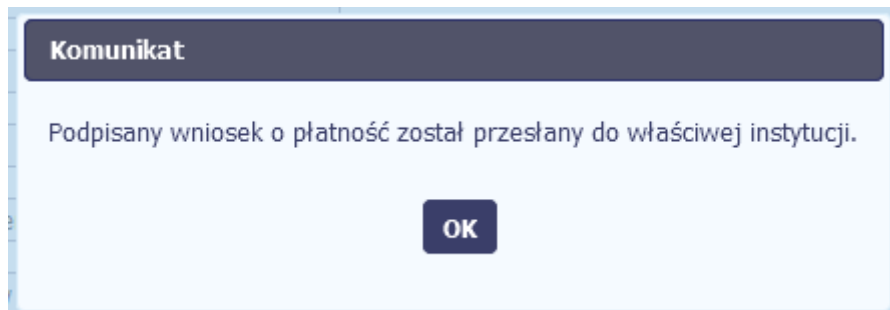 Komunikat
Podpisany wniosek o płatność został przesłany do właściwej instytucji.
OK